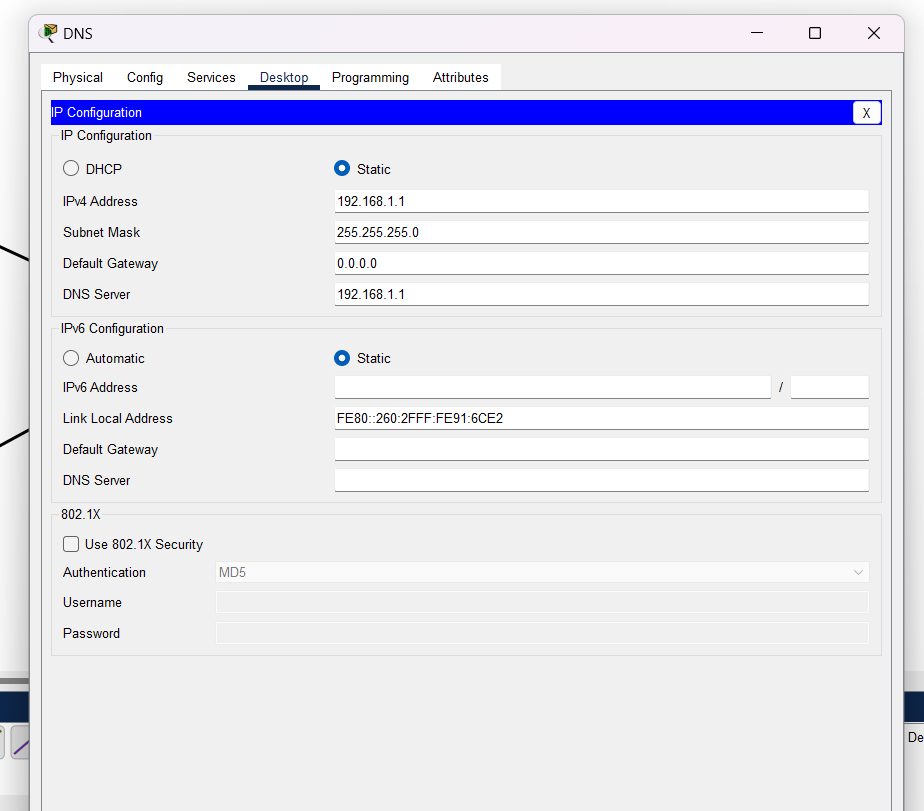 DNS
Physical Config Services Desktop Programming Attributes
IP Configuration X
IP Configuration
DHCP Static
IPv4 Address 192.168.1.1
Subnet Mask 255.255.255.0
Default Gateway 0.0.0.0
DNS Server 192.168.1.1
IPv6 Configuration
Automatic Static
IPv6 Address /
Link Local Address FE80::260:2FFF:FE91:6CE2
Default Gateway
DNS Server
802.1X
Use 802.1X Security
Authentication MD5
Username
Password
De